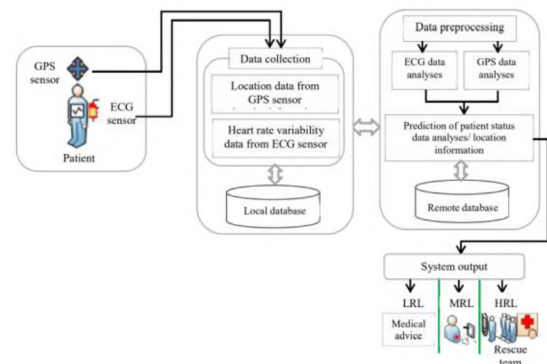 GPS
sensor
ECG
sensor
Patient
Data collection
Location data from
GPS sensor
Heart rate variability
data from ECG sensor
Local database
Data preprocessing
ECG data
analyses
GPS data
analyses
Prediction of patient status
data analyses/ location
information
Remote database
System output
LRL
MRL
HRL
Medical
advice
Rescue
team